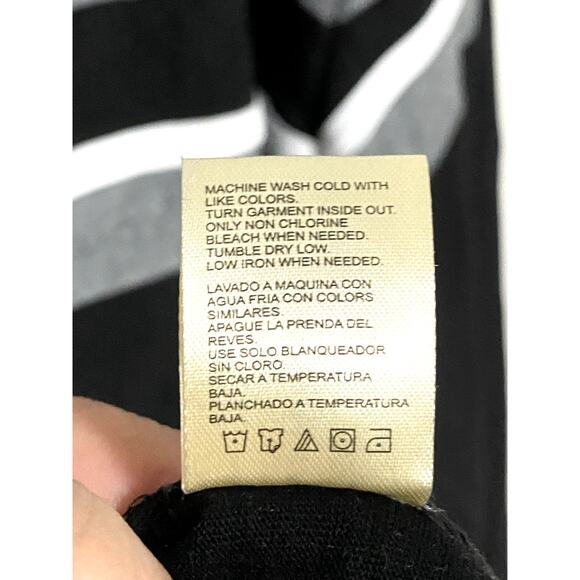 MACHINE WASH COLD WITH
LIKE COLORS.
TURN GARMENT INSIDE OUT.
ONLY NON CHLORINE
BLEACH WHEN NEEDED.
TUMBLE DRY LOW.
LOW IRON WHEN NEEDED.
LAVADO A MAQUINA CON
AGUA FRIA CON COLORS
SIMILARES.
APAGUE LA PRENDA DEL
REVES.
USE SOLO BLANQUEADOR
SIN CLORO.
SECAR A TEMPERATURA
BAJA.
PLANCHADO A TEMPERATURA
BAJA.